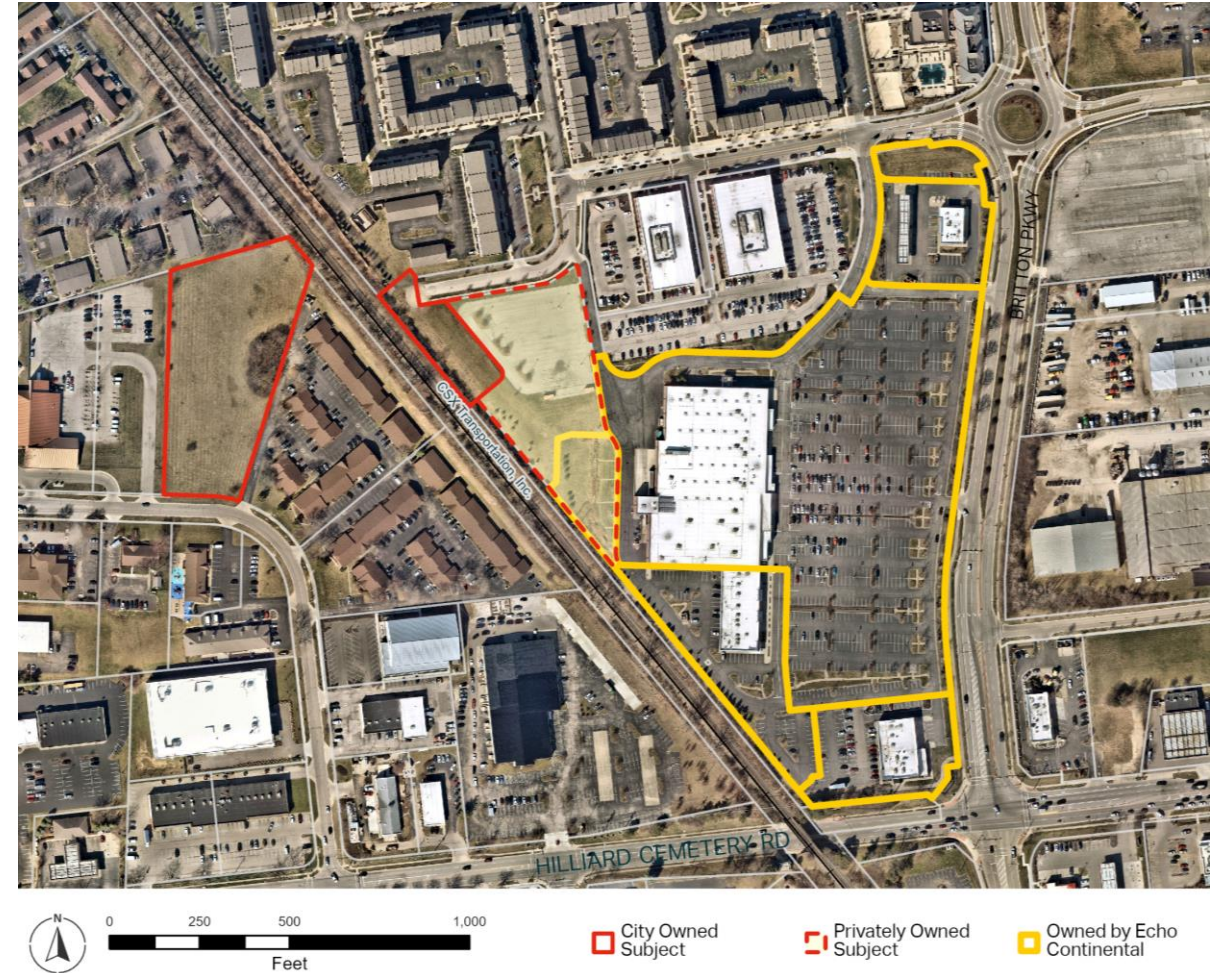 BRITTON PKWY
CSX Transportation, Inc.
HILLIARD CEMETERY RD
N
0 250 500 1,000
Feet
City Owned
Subject
Privately Owned
Subject
Owned by Echo
Continental